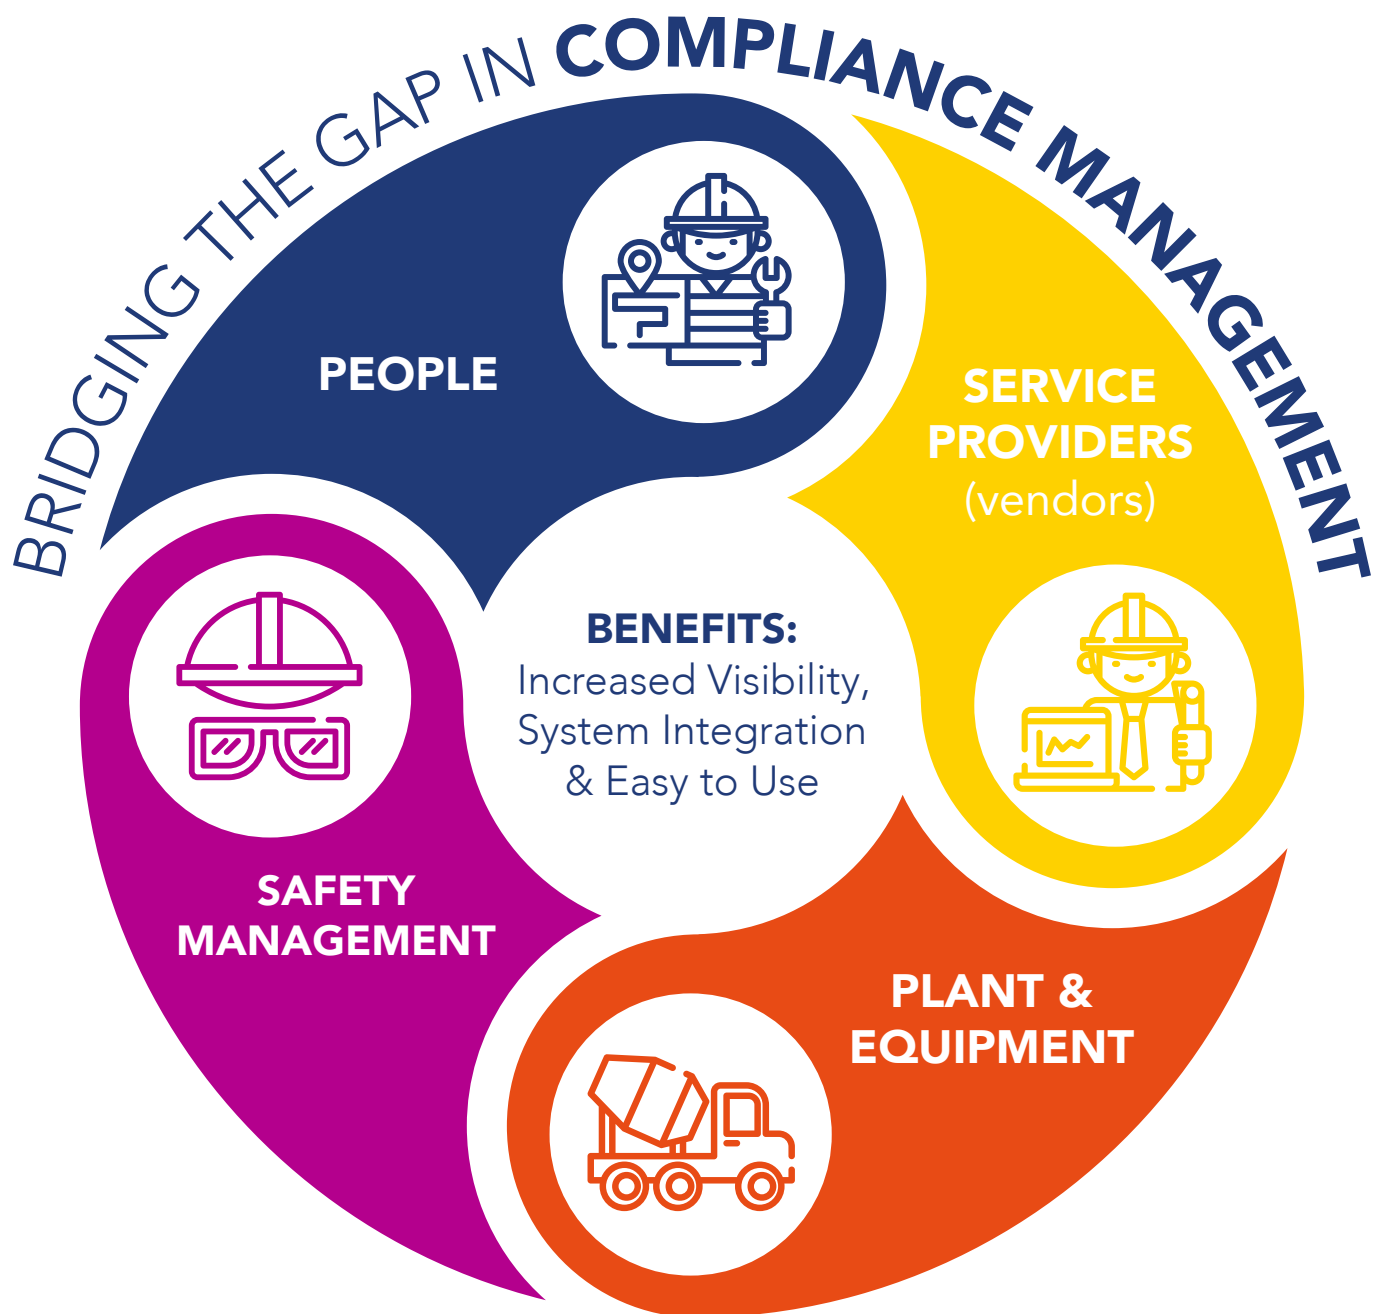 BRIDGING THE GAP IN COMPLIANCE MANAGEMENT
PEOPLE
SERVICE
PROVIDERS
(vendors)
BENEFITS:
Increased Visibility,
System Integration
& Easy to Use
SAFETY
MANAGEMENT
PLANT &
EQUIPMENT